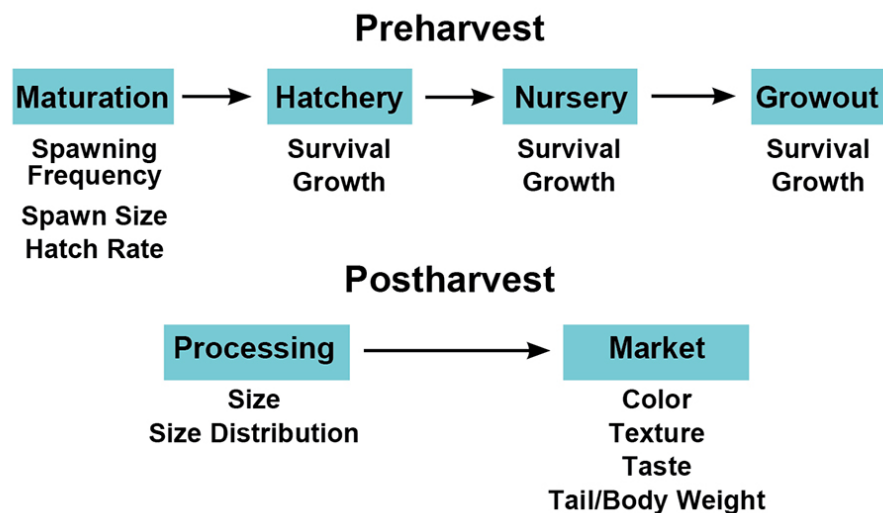 Preharvest
Maturation
Hatchery
Nursery
Growout
Spawning
Frequency
Spawn Size
Hatch Rate
Survival
Growth
Survival
Growth
Survival
Growth
Postharvest
Processing
Market
Size
Size Distribution
Color
Texture
Taste
Tail/Body Weight